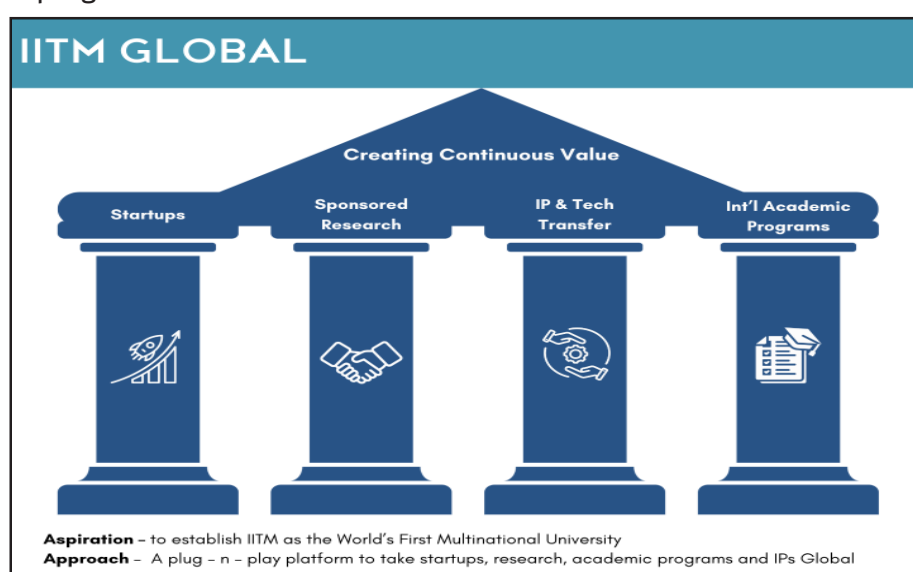 IITM GLOBAL
Creating Continuous Value
Startups
Sponsored
Research
IP & Tech
Transfer
Int'l Academic
Programs
Aspiration - to establish IITM as the World's First Multinational University
Approach - A plug - n - play platform to take startups, research, academic programs and IPs Global